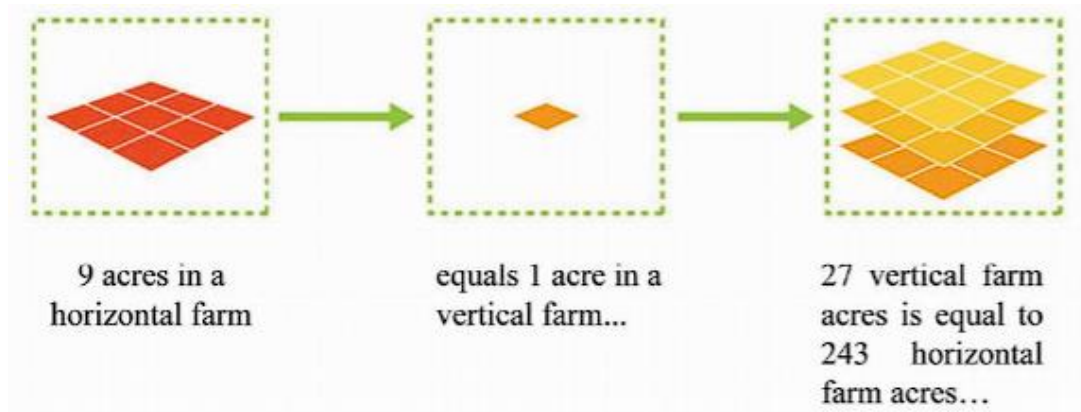 9 acres in a
horizontal farm
equals 1 acre in a
vertical farm...
27 vertical farm
acres is equal to
243 horizontal
farm acres…